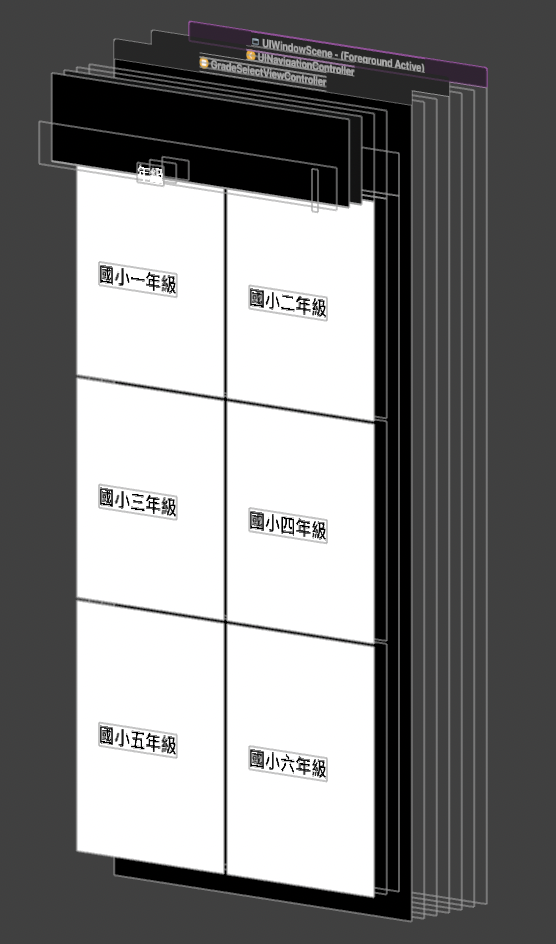 UIWindowScene - (Foreground Active)
UINavigationController
GradeSelectViewController
年級
國小一年級
國小二年級
國小三年級
國小四年級
國小五年級
國小六年級